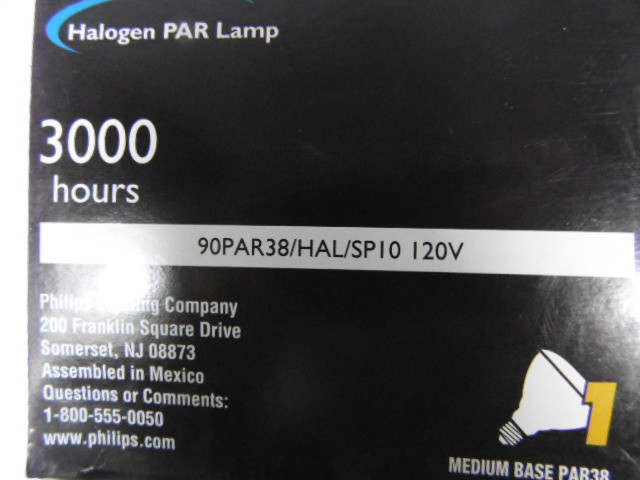 Halogen PAR Lamp
3000
hours
90PAR38/HAL/SP10 120V
Philips Lighting Company
200 Franklin Square Drive
Somerset, NJ 08873
Assembled in Mexico
Questions or Comments:
1-800-555-0050
www.philips.com
1
MEDIUM BASE PAR38